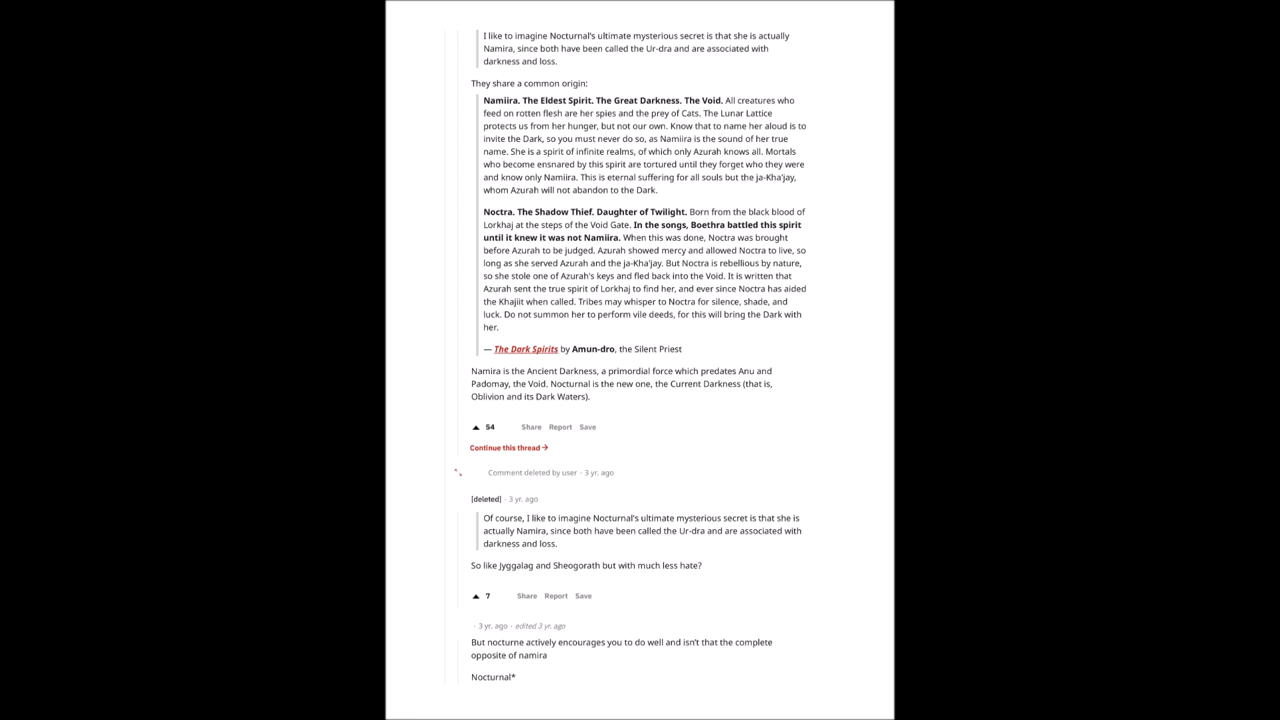 I like to imagine Nocturnal's ultimate mysterious secret is that she is actually
Namira, since both have been called the Ur-dra and are associated with
darkness and loss.
They share a common origin:
Namiira. The Eldest Spirit. The Great Darkness. The Void. All creatures who
feed on rotten flesh are her spies and the prey of Cats. The Lunar Lattice
protects us from her hunger, but not our own. Know that to name her aloud is to
invite the Dark, so you must never do so, as Namiira is the sound of her true
name. She is a spirit of infinite realms, of which only Azurah knows all. Mortals
who become ensnared by this spirit are tortured until they forget who they were
and know only Namiira. This is eternal suffering for all souls but the ja-Kha'jay,
whom Azurah will not abandon to the Dark.
Noctra. The Shadow Thief. Daughter of Twilight. Born from the black blood of
Lorkhaj at the steps of the Void Gate. In the songs, Boethra battled this spirit
until it knew it was not Namiira. When this was done, Noctra was brought
before Azurah to be judged. Azurah showed mercy and allowed Noctra to live, so
long as she served Azurah and the ja-Kha'jay. But Noctra is rebellious by nature,
so she stole one of Azurah's keys and fled back into the Void. It is written that
Azurah sent the true spirit of Lorkhaj to find her, and ever since Noctra has aided
the Khajiit when called. Tribes may whisper to Noctra for silence, shade, and
luck. Do not summon her to perform vile deeds, for this will bring the Dark with
her.
— The Dark Spirits by Amun-dro, the Silent Priest
Namira is the Ancient Darkness, a primordial force which predates Anu and
Padomay, the Void. Nocturnal is the new one, the Current Darkness (that is,
Oblivion and its Dark Waters).
54 Share Report Save
Continue this thread →
Comment deleted by user · 3 yr. ago
[deleted] · 3 yr. ago
Of course, I like to imagine Nocturnal's ultimate mysterious secret is that she is
actually Namira, since both have been called the Ur-dra and are associated with
darkness and loss.
So like Jyggalag and Sheogorath but with much less hate?
7 Share Report Save
· 3 yr. ago · edited 3 yr. ago
But nocturne actively encourages you to do well and isn't that the complete
opposite of namira
Nocturnal*